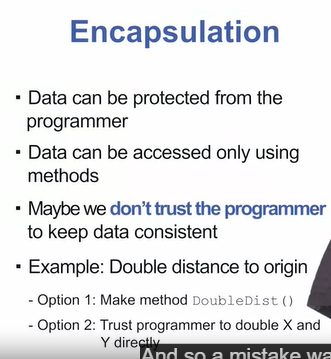 Encapsulation
▪ Data can be protected from the
programmer
▪ Data can be accessed only using
methods
▪ Maybe we don't trust the programmer
to keep data consistent
▪ Example: Double distance to origin
- Option 1: Make method DoubleDist()
- Option 2: Trust programmer to double X and
Y directly
And so a mistake